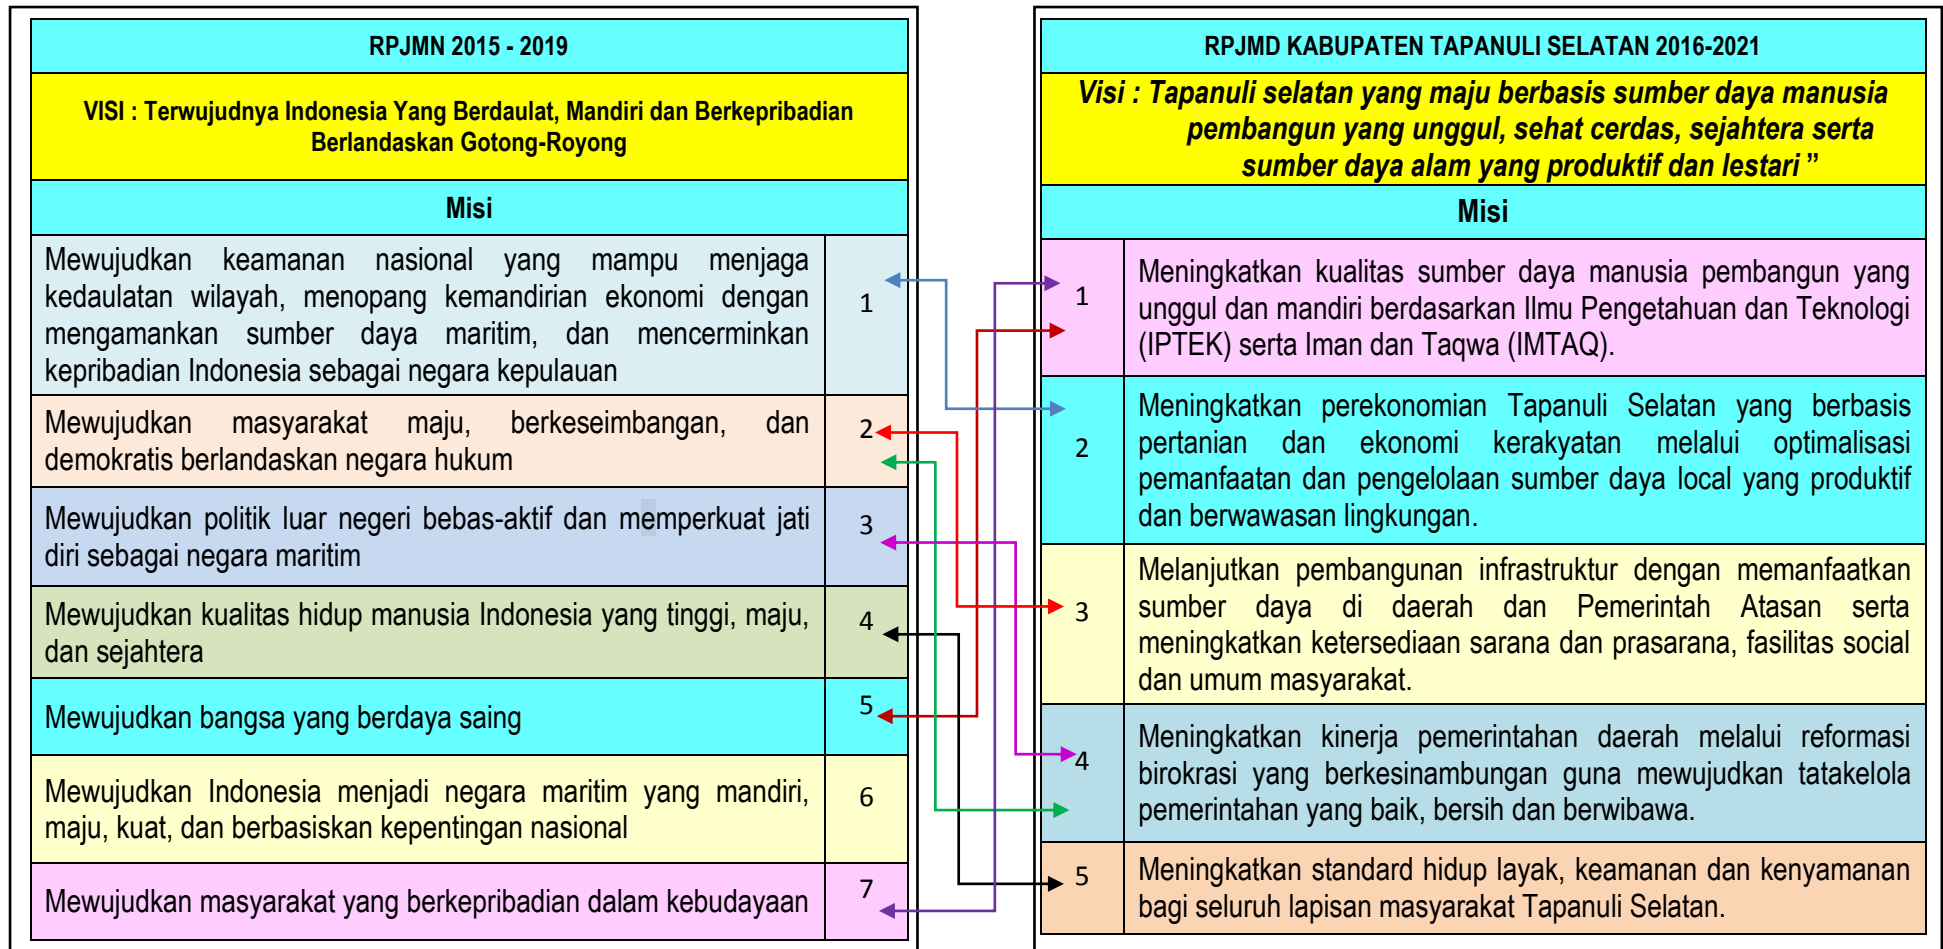 RPJMN 2015 - 2019
VISI : Terwujudnya Indonesia Yang Berdaulat, Mandiri dan Berkepribadian
Berlandaskan Gotong-Royong
Misi
Mewujudkan keamanan nasional yang mampu menjaga
kedaulatan wilayah, menopang kemandirian ekonomi dengan
mengamankan sumber daya maritim, dan mencerminkan
kepribadian Indonesia sebagai negara kepulauan
1
Mewujudkan masyarakat maju, berkeseimbangan, dan
demokratis berlandaskan negara hukum
2
Mewujudkan politik luar negeri bebas-aktif dan memperkuat jati
diri sebagai negara maritim
3
Mewujudkan kualitas hidup manusia Indonesia yang tinggi, maju,
dan sejahtera
4
Mewujudkan bangsa yang berdaya saing
5
Mewujudkan Indonesia menjadi negara maritim yang mandiri,
maju, kuat, dan berbasiskan kepentingan nasional
6
Mewujudkan masyarakat yang berkepribadian dalam kebudayaan
7
RPJMD KABUPATEN TAPANULI SELATAN 2016-2021
Visi : Tapanuli selatan yang maju berbasis sumber daya manusia
pembangun yang unggul, sehat cerdas, sejahtera serta
sumber daya alam yang produktif dan lestari ”
Misi
1
Meningkatkan kualitas sumber daya manusia pembangun yang
unggul dan mandiri berdasarkan Ilmu Pengetahuan dan Teknologi
(IPTEK) serta Iman dan Taqwa (IMTAQ).
2
Meningkatkan perekonomian Tapanuli Selatan yang berbasis
pertanian dan ekonomi kerakyatan melalui optimalisasi
pemanfaatan dan pengelolaan sumber daya local yang produktif
dan berwawasan lingkungan.
3
Melanjutkan pembangunan infrastruktur dengan memanfaatkan
sumber daya di daerah dan Pemerintah Atasan serta
meningkatkan ketersediaan sarana dan prasarana, fasilitas social
dan umum masyarakat.
4
Meningkatkan kinerja pemerintahan daerah melalui reformasi
birokrasi yang berkesinambungan guna mewujudkan tatakelola
pemerintahan yang baik, bersih dan berwibawa.
5
Meningkatkan standard hidup layak, keamanan dan kenyamanan
bagi seluruh lapisan masyarakat Tapanuli Selatan.